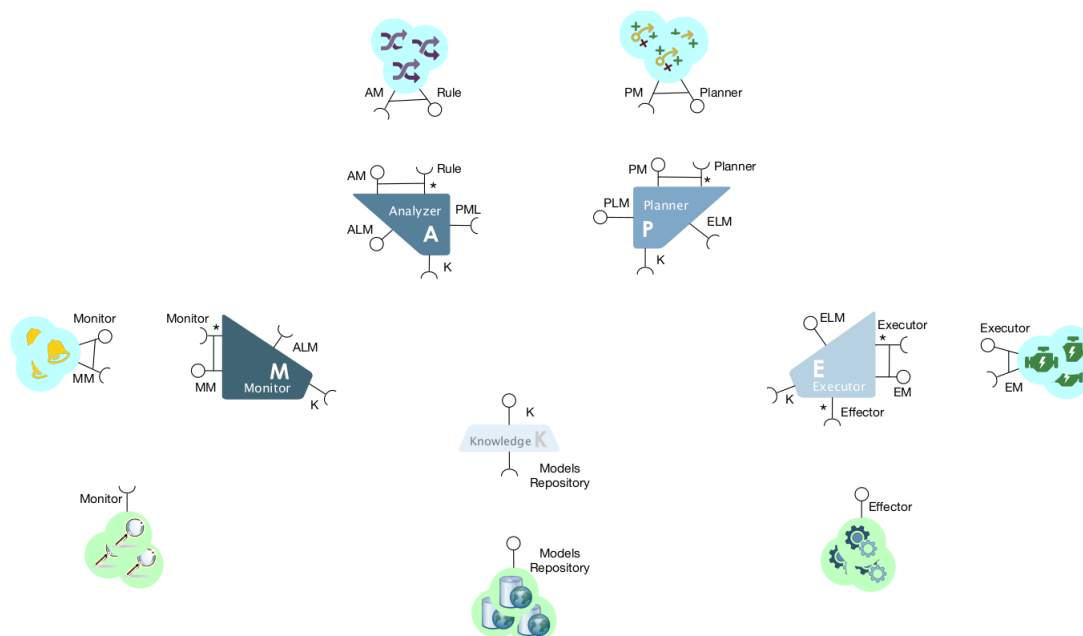 AM
Rule
PM
Planner
AM
Rule
*
Analyzer
A
PML
ALM
K
PM
Planner
*
PLM
Planner
P
ELM
K
Monitor
MM
Monitor
*
ALM
MM
M
Monitor
K
ELM
Executor
*
E
Executor
EM
K
*
Effector
Executor
EM
K
Knowledge K
Models
Repository
Monitor
Effector
Models
Repository